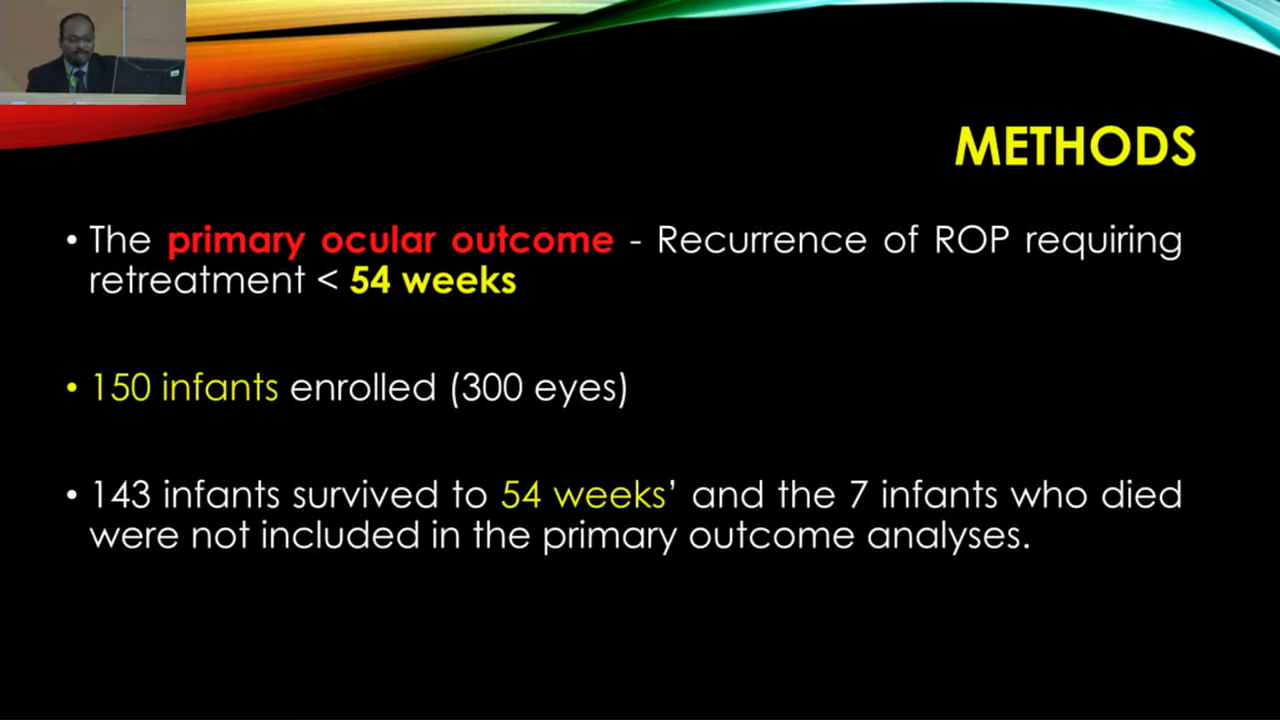 METHODS
• The primary ocular outcome - Recurrence of ROP requiring
retreatment < 54 weeks
• 150 infants enrolled (300 eyes)
• 143 infants survived to 54 weeks’ and the 7 infants who died
were not included in the primary outcome analyses.